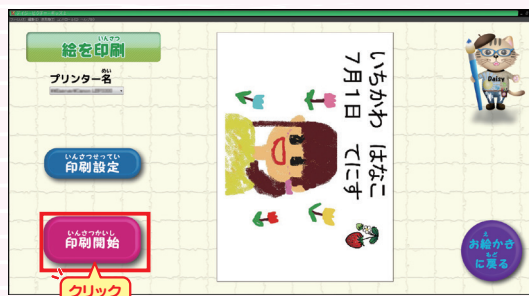 いんさつ
絵を印刷
めい
プリンター名
いちかわ はなこ
7月1日 てにす
Daisy
いんさつせってい
印刷設定
いんさつかいし
印刷開始
クリック
え
お絵かき
もど
に戻る